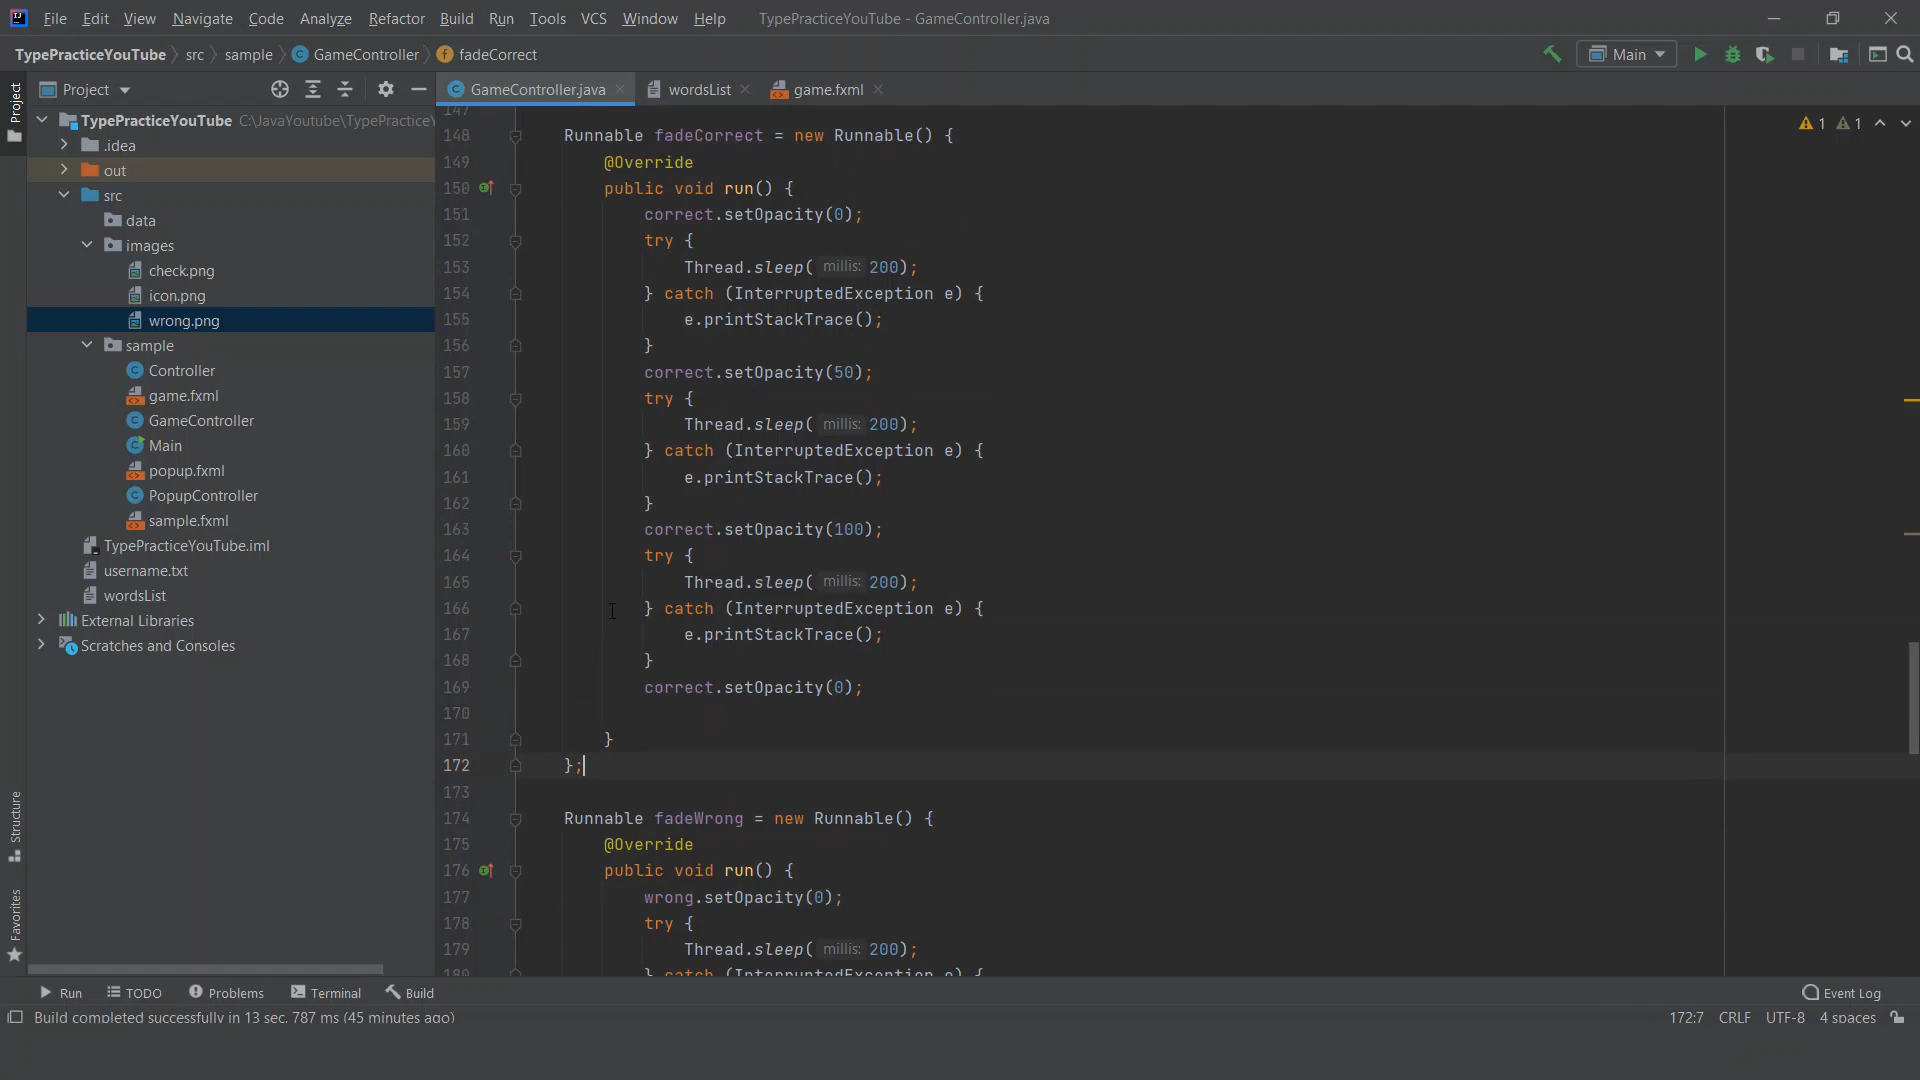 File Edit View Navigate Code Analyze Refactor Build Run Tools VCS Window Help TypePracticeYouTube - GameController.java
TypePracticeYouTube src sample GameController fadeCorrect Main
Project
Project
GameController.java wordsList game.fxml
TypePracticeYouTube C:\JavaYoutube\TypePractice\
.idea
out
src
data
images
check.png
icon.png
wrong.png
sample
Controller
game.fxml
GameController
Main
popup.fxml
PopupController
sample.fxml
TypePracticeYouTube.iml
username.txt
wordsList
External Libraries
Scratches and Consoles
Structure
Favorites
1 1
147
148 Runnable fadeCorrect = new Runnable() {
149 @Override
150 public void run() {
151 correct.setOpacity(0);
152 try {
153 Thread.sleep( millis: 200);
154 } catch (InterruptedException e) {
155 e.printStackTrace();
156 }
157 correct.setOpacity(50);
158 try {
159 Thread.sleep( millis: 200);
160 } catch (InterruptedException e) {
161 e.printStackTrace();
162 }
163 correct.setOpacity(100);
164 try {
165 Thread.sleep( millis: 200);
166 } catch (InterruptedException e) {
167 e.printStackTrace();
168 }
169 correct.setOpacity(0);
170
171 }
172 };
173
174 Runnable fadeWrong = new Runnable() {
175 @Override
176 public void run() {
177 wrong.setOpacity(0);
178 try {
179 Thread.sleep( millis: 200);
180 } catch (InterruptedException e) {
Run TODO Problems Terminal Build Event Log
Build completed successfully in 13 sec, 787 ms (45 minutes ago) 172:7 CRLF UTF-8 4 spaces